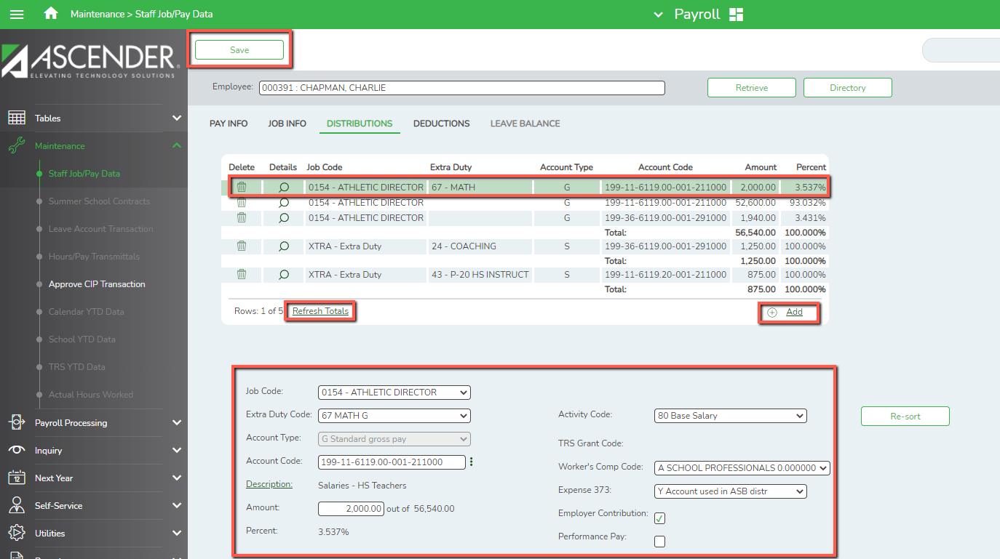 Maintenance > Staff Job/Pay Data
Payroll
ASCENDER
ELEVATING TECHNOLOGY SOLUTIONS
Save
Employee: 000391 : CHAPMAN, CHARLIE
Retrieve
Directory
Tables
Maintenance
Staff Job/Pay Data
Summer School Contracts
Leave Account Transaction
Hours/Pay Transmittals
Approve CIP Transaction
Calendar YTD Data
School YTD Data
TRS YTD Data
Actual Hours Worked
Payroll Processing
Inquiry
12
Next Year
Self-Service
Utilities
PAY INFO JOB INFO DISTRIBUTIONS DEDUCTIONS LEAVE BALANCE
Delete Details Job Code Extra Duty Account Type Account Code Amount Percent
0154 - ATHLETIC DIRECTOR 67 - MATH G 199-11-6119.00-001-211000 2,000.00 3.537%
0154 - ATHLETIC DIRECTOR G 199-11-6119.00-001-211000 52,600.00 93.032%
0154 - ATHLETIC DIRECTOR G 199-36-6119.00-001-291000 1,940.00 3.431%
Total: 56,540.00 100.000%
XTRA - Extra Duty 24 - COACHING S 199-36-6119.00-001-291000 1,250.00 100.000%
Total: 1,250.00 100.000%
XTRA - Extra Duty 43 - P-20 HS INSTRUCT S 199-11-6119.20-001-211000 875.00 100.000%
Total: 875.00 100.000%
Rows: 1 of 5 Refresh Totals Add
Job Code: 0154 - ATHLETIC DIRECTOR
Extra Duty Code: 67 MATH G
Account Type: G Standard gross pay
Account Code: 199-11-6119.00-001-211000
Description: Salaries - HS Teachers
Amount: 2,000.00 out of 56,540.00
Percent: 3.537%
Activity Code: 80 Base Salary
TRS Grant Code:
Worker's Comp Code: A SCHOOL PROFESSIONALS 0.000000
Expense 373: Y Account used in ASB distr
Employer Contribution:
Performance Pay:
Re-sort